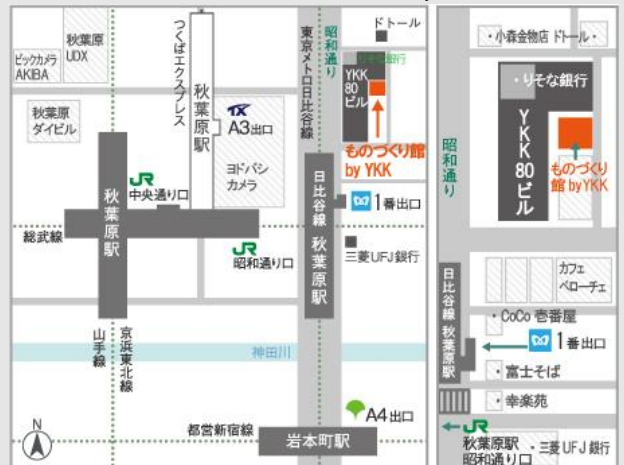 ビックカメラ
AKIBA
秋葉原
UDX
つくばエクスプレス
秋葉原駅
東京メトロ日比谷線
昭和通り
ドトール
りそな銀行
YKK
80
ビル
ものづくり館
by YKK
秋葉原
ダイビル
TX
A3出口
ヨドバシ
カメラ
JR
中央通り口
秋葉原駅
総武線
JR
昭和通り口
日比谷線 秋葉原駅
1番出口
三菱UFJ銀行
山手線
京浜東北線
神田川
N
都営新宿線
岩本町駅
A4出口
・小森金物店 ドトール・
・りそな銀行
昭和通り
YKK80ビル
ものづくり
館 byYKK
カフェ
ベローチェ
・CoCo 壱番屋
日比谷線 秋葉原駅
1番出口
・富士そば
・幸楽苑
JR
秋葉原駅
昭和通り口
・三菱UFJ銀行